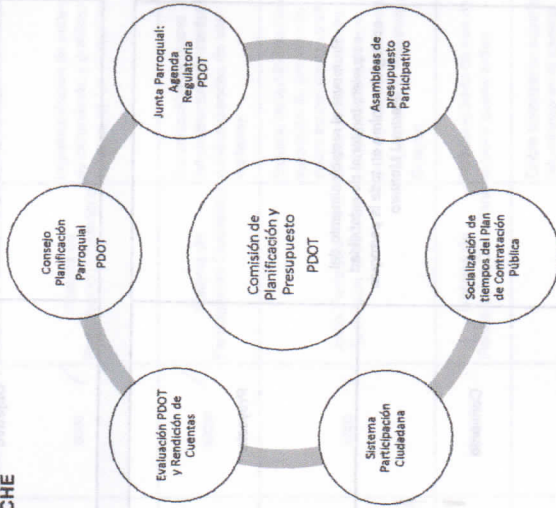 CHE
Consejo
Planificación
Parroquial
PDOT
Junta Parroquial:
Agenda
Regulatoria
PDOT
Asambleas de
presupuesto
Participativo
Socialización de
tiempos del Plan
de Contratación
Pública
Sistema
Participación
Ciudadana
Evaluación PDOT
y Rendición de
Cuentas
Comisión de
Planificación y
Presupuesto
PDOT